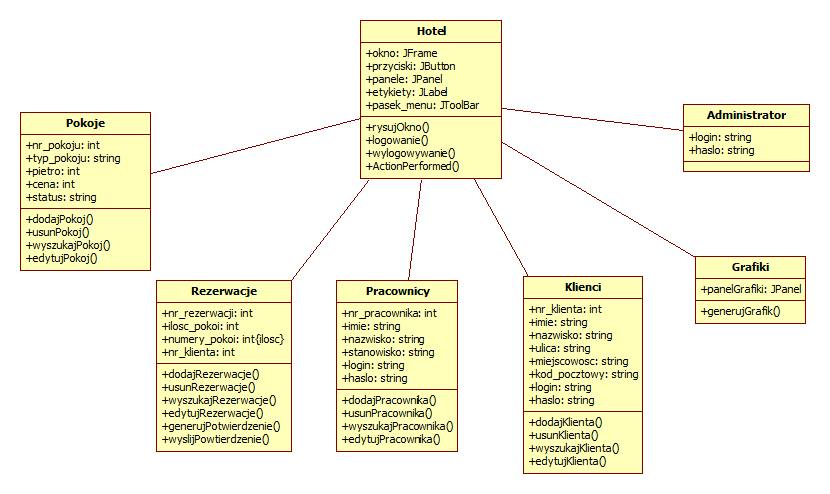 Hotel
+okno: JFrame
+przyciski: JButton
+panele: JPanel
+etykiety: JLabel
+pasek_menu: JToolBar
+rysujOkno()
+logowanie()
+wylogowywanie()
+ActionPerformed()
Pokoje
+nr_pokoju: int
+typ_pokoju: string
+pietro: int
+cena: int
+status: string
+dodajPokoj()
+usunPokoj()
+wyszukajPokoj()
+edytujPokoj()
Administrator
+login: string
+haslo: string
Rezerwacje
+nr_rezerwacji: int
+ilosc_pokoi: int
+numery_pokoi: int{ilosc}
+nr_klienta: int
+dodajRezerwacje()
+usunRezerwacje()
+wyszukajRezerwacje()
+edytujRezerwacje()
+generujPotwierdzenie()
+wyslijPowtierdzenie()
Pracownicy
+nr_pracownika: int
+imie: string
+nazwisko: string
+stanowisko: string
+login: string
+haslo: string
+dodajPracownika()
+usunPracownika()
+wyszukajPracownika()
+edytujPracownika()
Klienci
+nr_klienta: int
+imie: string
+nazwisko: string
+ulica: string
+miejscowosc: string
+kod_pocztowy: string
+login: string
+haslo: string
+dodajKlienta()
+usunKlienta()
+wyszukajKlienta()
+edytujKlienta()
Grafiki
+panelGrafiki: JPanel
+generujGrafik()